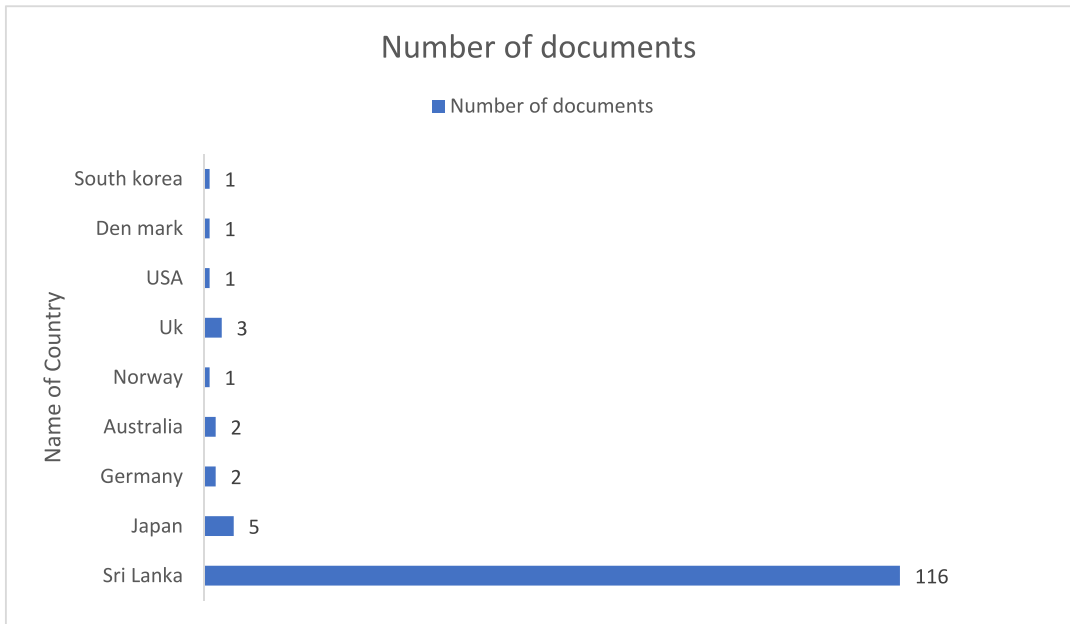 Number of documents
Number of documents
South korea 1
Den mark 1
USA 1
Uk 3
Norway 1
Australia 2
Germany 2
Japan 5
Sri Lanka 116
Name of Country